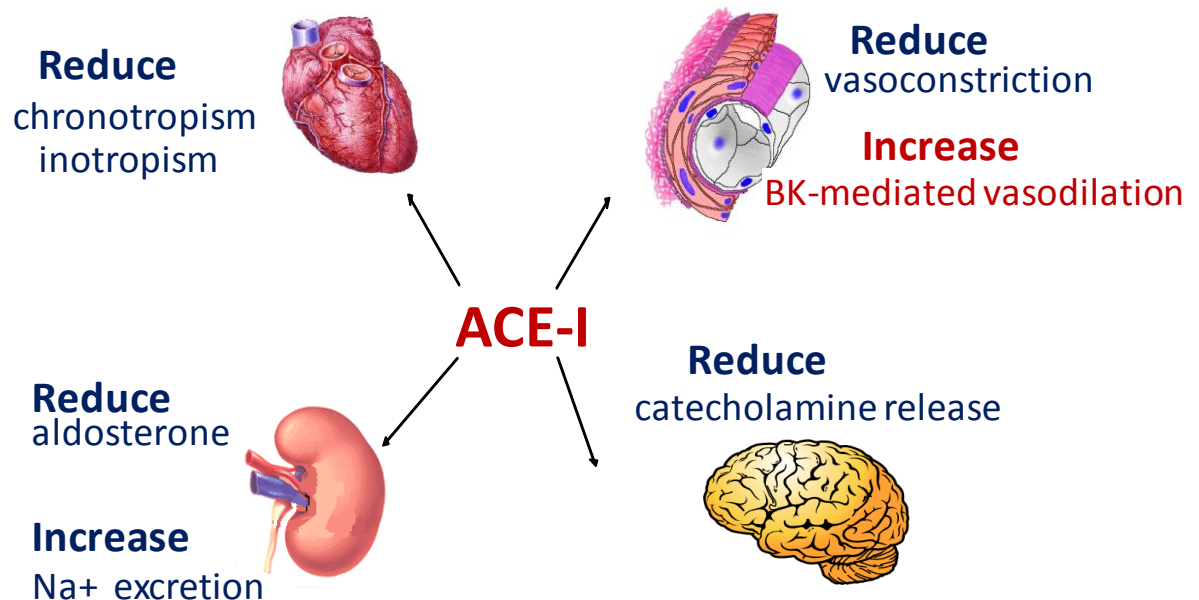 Reduce
chronotropism
inotropism
Reduce
vasoconstriction
Increase
BK-mediated vasodilation
ACE-I
Reduce
aldosterone
Increase
Na+ excretion
Reduce
catecholamine release